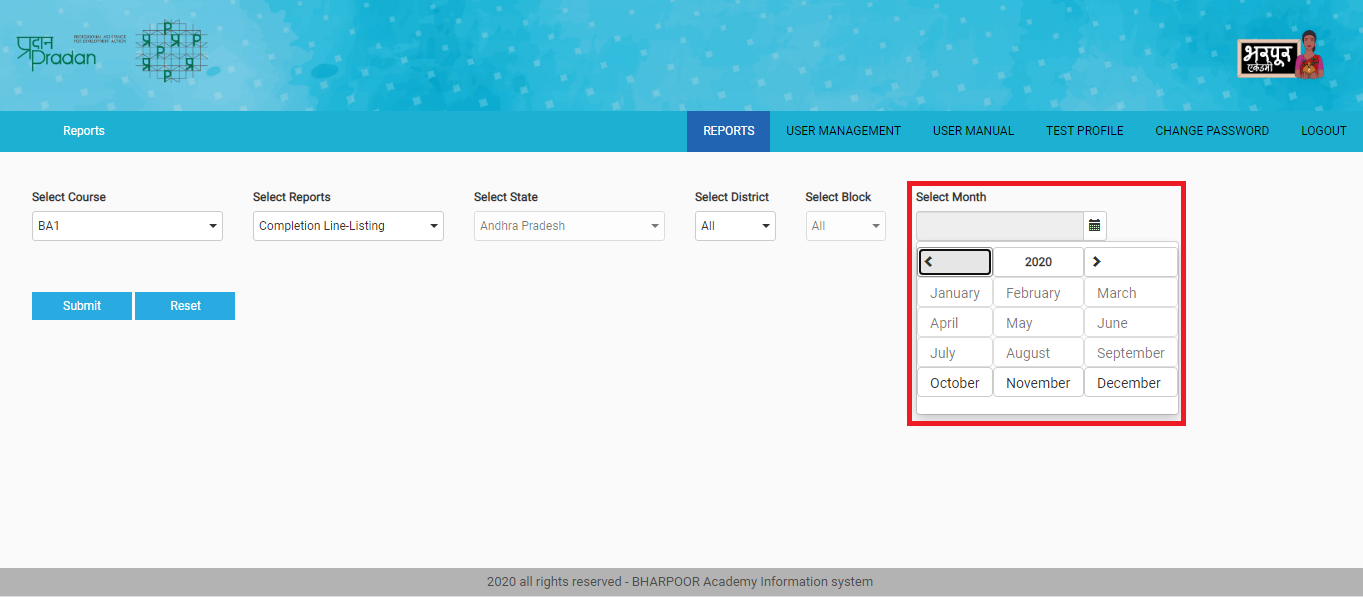 प्रदान
Pradan
PROFESSIONAL ASSISTANCE
FOR DEVELOPMENT ACTION
P
P
P
P
P
भरपूर
एकेडमी
Reports
REPORTS USER MANAGEMENT USER MANUAL TEST PROFILE CHANGE PASSWORD LOGOUT
Select Course Select Reports Select State Select District Select Block Select Month
BA1 Completion Line-Listing Andhra Pradesh All All
2020
January February March
Submit Reset
April May June
July August September
October November December
2020 all rights reserved - BHARPOOR Academy Information system